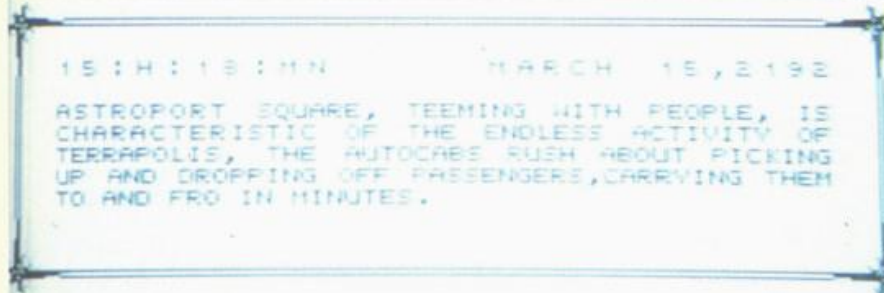 15:H:18:MN MARCH 15,2192
ASTROPORT SQUARE, TEEMING WITH PEOPLE, IS
CHARACTERISTIC OF THE ENDLESS ACTIVITY OF
TERRAPOLIS, THE AUTOCABS RUSH ABOUT PICKING
UP AND DROPPING OFF PASSENGERS,CARRYING THEM
TO AND FRO IN MINUTES.